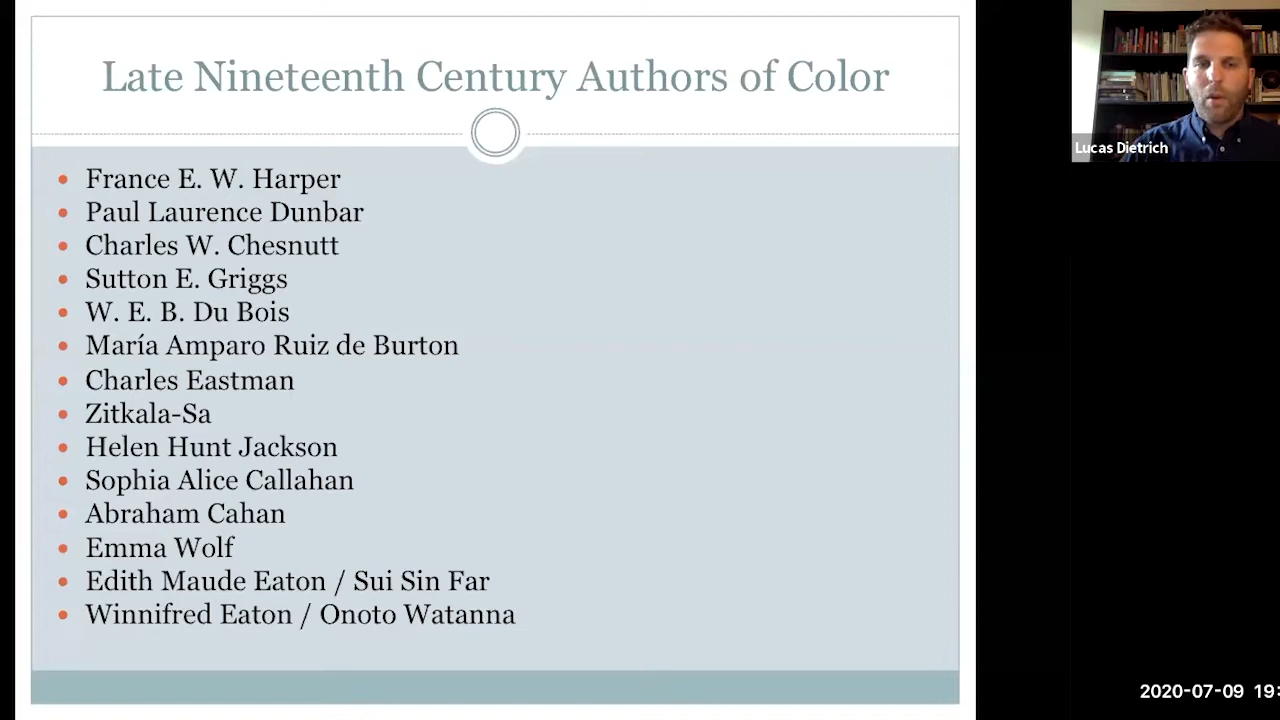 Late Nineteenth Century Authors of Color
France E. W. Harper
Paul Laurence Dunbar
Charles W. Chesnutt
Sutton E. Griggs
W. E. B. Du Bois
María Amparo Ruiz de Burton
Charles Eastman
Zitkala-Sa
Helen Hunt Jackson
Sophia Alice Callahan
Abraham Cahan
Emma Wolf
Edith Maude Eaton / Sui Sin Far
Winnifred Eaton / Onoto Watanna
Lucas Dietrich
2020-07-09 19: